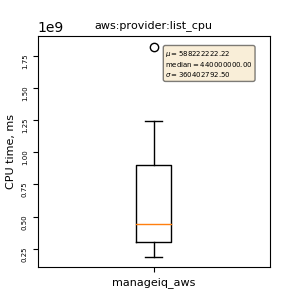 aws:provider:list_cpu
1e9
μ = 588222222.22
median = 440000000.00
σ = 360402792.50
1.75
1.50
1.25
1.00
0.75
0.50
0.25
CPU time, ms
manageiq_aws